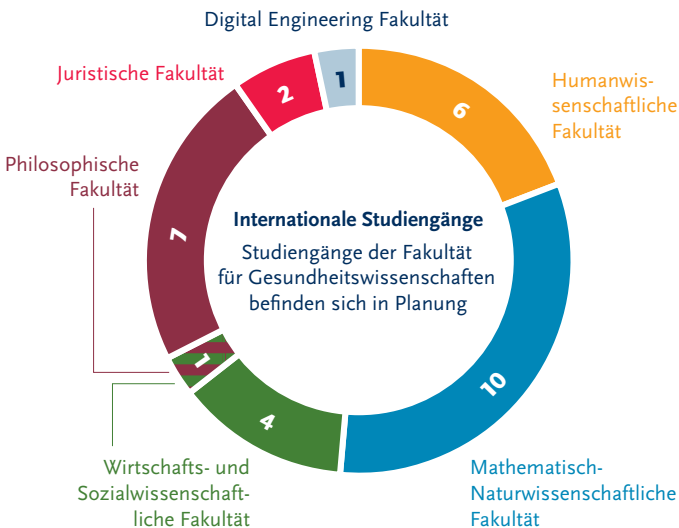 Digital Engineering Fakultät
Juristische Fakultät
2
1
6
Humanwis-
senschaftliche
Fakultät
Philosophische
Fakultät
7
Internationale Studiengänge
Studiengänge der Fakultät
für Gesundheitswissenschaften
befinden sich in Planung
1
4
10
Wirtschafts- und
Sozialwissenschaft-
liche Fakultät
Mathematisch-
Naturwissenschaftliche
Fakultät